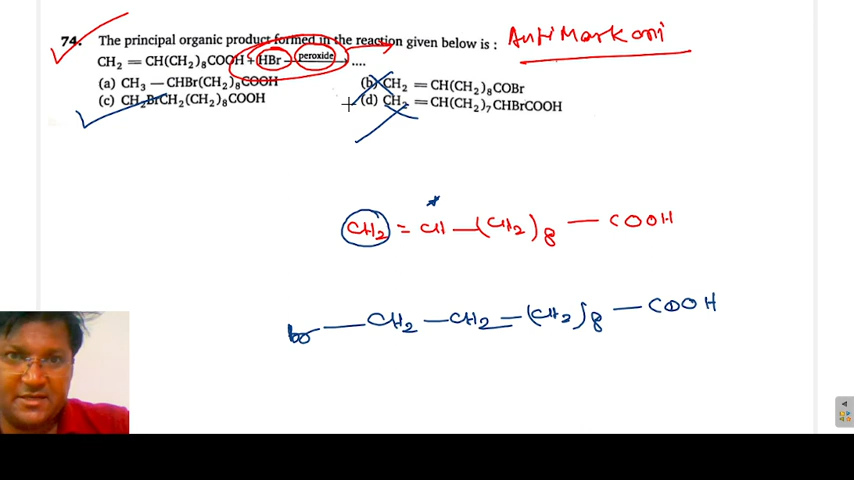 74. The principal organic product formed in the reaction given below is :
AntiMarkoni
CH₂ = CH(CH₂)₈COOH + HBr —peroxide→ ....
(a) CH₃ — CHBr(CH₂)₈COOH
(b) CH₂ = CH(CH₂)₈COBr
(c) CH₂BrCH₂(CH₂)₈COOH
(d) CH₂ = CH(CH₂)₇CHBrCOOH
CH₂ = CH — (CH₂)₈ — COOH
br — CH₂ — CH₂ — (CH₂)₈ — COOH